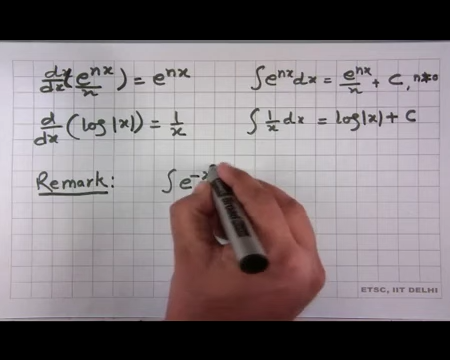 d/dx (e^{nx}/n) = e^{nx}    ∫e^{nx}dx = e^{nx}/n + C, n≠0
d/dx (log|x|) = 1/x    ∫ 1/x dx = log|x| + C
Remark:    ∫ e^{-x
ETSC, IIT DELHI